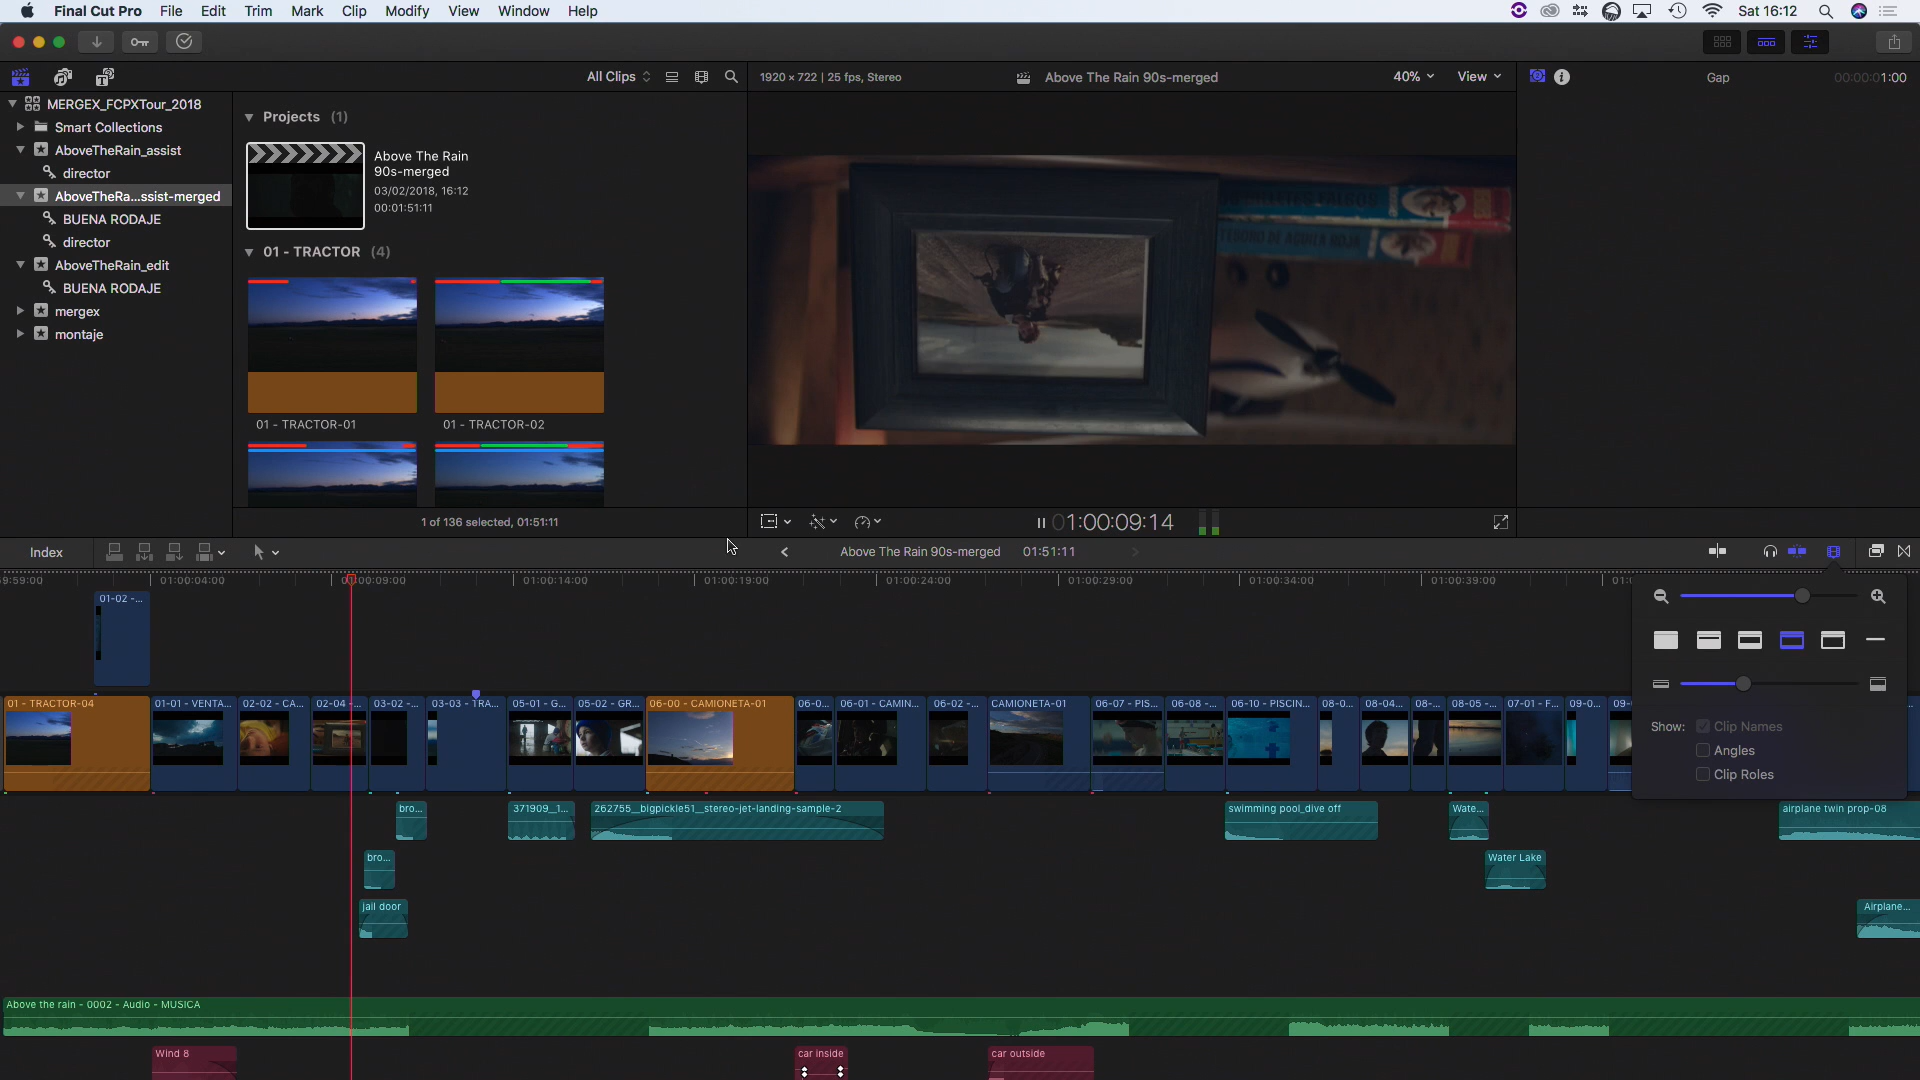 Final Cut Pro File Edit Trim Mark Clip Modify View Window Help Sat 16:12
All Clips
1920 × 722 | 25 fps, Stereo
Above The Rain 90s-merged
40% View
Gap
00:00:01:00
MERGEX_FCPXTour_2018
Smart Collections
AboveTheRain_assist
director
AboveTheRa...ssist-merged
BUENA RODAJE
director
AboveTheRain_edit
BUENA RODAJE
mergex
montaje
Projects (1)
Above The Rain
90s-merged
03/02/2018, 16:12
00:01:51:11
01 - TRACTOR (4)
01 - TRACTOR-01
01 - TRACTOR-02
1 of 136 selected, 01:51:11
01:00:09:14
Index
Above The Rain 90s-merged 01:51:11
9:59:00 01:00:04:00 01:00:09:00 01:00:14:00 01:00:19:00 01:00:24:00 01:00:29:00 01:00:34:00 01:00:39:00
01-02 -...
01 - TRACTOR-04 01-01 - VENTA... 02-02 - CA... 02-04 -... 03-02 -... 03-03 - TRA... 05-01 - G... 05-02 - GR... 06-00 - CAMIONETA-01 06-0... 06-01 - CAMIN... 06-02 -... CAMIONETA-01 06-07 - PIS... 06-08 -... 06-10 - PISCIN... 08-0... 08-04... 08-... 08-05 -... 07-01 - F... 09-0... 09-
Show: Clip Names
Angles
Clip Roles
bro... 371909__1... 262755__bigpickle51__stereo-jet-landing-sample-2 swimming pool_dive off Wate... airplane twin prop-08
bro... Water Lake
jail door Airplane...
Above the rain - 0002 - Audio - MUSICA
Wind 8 car inside car outside